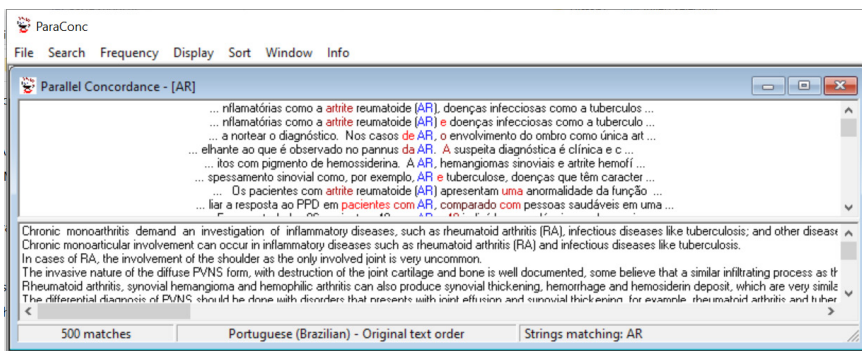 ParaConc
File Search Frequency Display Sort Window Info
Parallel Concordance - [AR]
... nflamatórias como a artrite reumatoide (AR), doenças infecciosas como a tuberculos ...
... nflamatórias como a artrite reumatoide (AR) e doenças infecciosas como a tuberculo ...
... a nortear o diagnóstico. Nos casos de AR, o envolvimento do ombro como única art ...
... elhante ao que é observado no pannus da AR. A suspeita diagnóstica é clínica e c ...
... itos com pigmento de hemossiderina. A AR, hemangiomas sinoviais e artrite hemofí ...
... spessamento sinovial como, por exemplo, AR e tuberculose, doenças que têm caracter ...
... Os pacientes com artrite reumatoide (AR) apresentam uma anormalidade da função ...
... liar a resposta ao PPD em pacientes com AR, comparado com pessoas saudáveis em uma ...
Chronic monoarthritis demand an investigation of inflammatory diseases, such as rheumatoid arthritis (RA), infectious diseases like tuberculosis; and other disease
Chronic monoarticular involvement can occur in inflammatory diseases such as rheumatoid arthritis (RA) and infectious diseases like tuberculosis.
In cases of RA, the involvement of the shoulder as the only involved joint is very uncommon.
The invasive nature of the diffuse PVNS form, with destruction of the joint cartilage and bone is well documented, some believe that a similar infiltrating process as th
Rheumatoid arthritis, synovial hemangioma and hemophilic arthritis can also produce synovial thickening, hemorrhage and hemosiderin deposit, which are very simila
The differential diagnosis of PVNS should be done with disorders that presents with joint effusion and synovial thickening, for example, rheumatoid arthritis and tuber
500 matches Portuguese (Brazilian) - Original text order Strings matching: AR